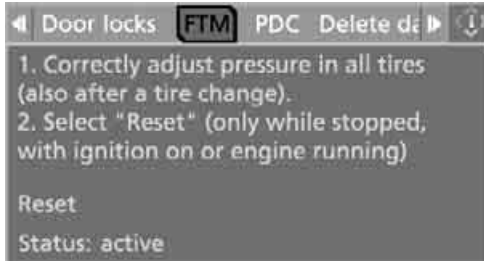 Door locks FTM PDC Delete da
1. Correctly adjust pressure in all tires
(also after a tire change).
2. Select "Reset" (only while stopped,
with ignition on or engine running)
Reset
Status: active